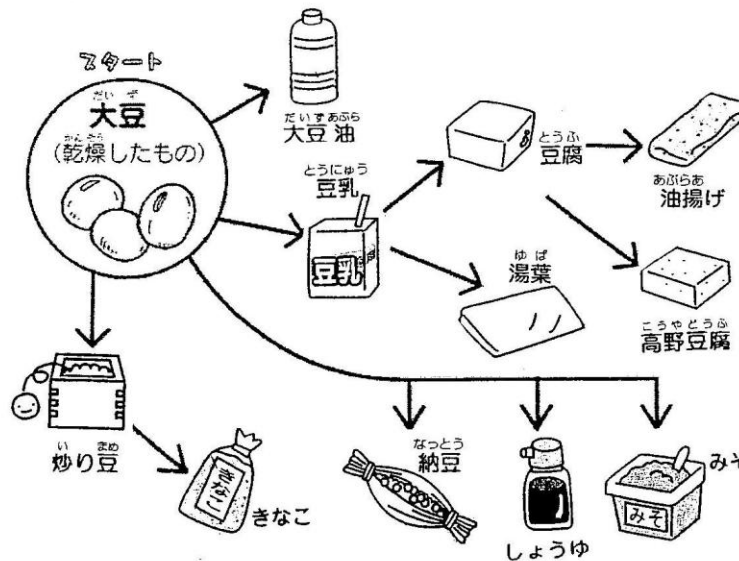 スタート
だいず
大豆
かんそう
(乾燥したもの)
だいずあぶら
大豆油
とうにゅう
豆乳
豆乳
とうふ
豆腐
あぶらあ
油揚げ
ゆば
湯葉
こうやどうふ
高野豆腐
いまめ
炒り豆
きなこ
きなこ
なっとう
納豆
しょうゆ
みそ
みそ